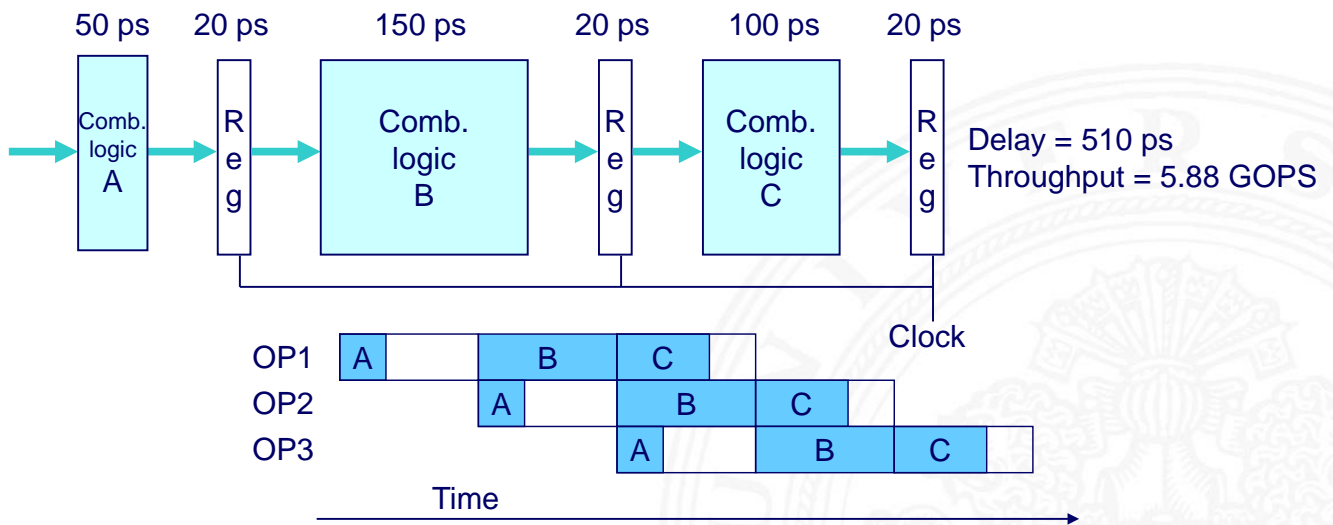 50 ps 20 ps 150 ps 20 ps 100 ps 20 ps
Comb.
logic
A
R
e
g
Comb.
logic
B
R
e
g
Comb.
logic
C
R
e
g
Delay = 510 ps
Throughput = 5.88 GOPS
Clock
OP1 A B C
OP2 A B C
OP3 A B C
Time